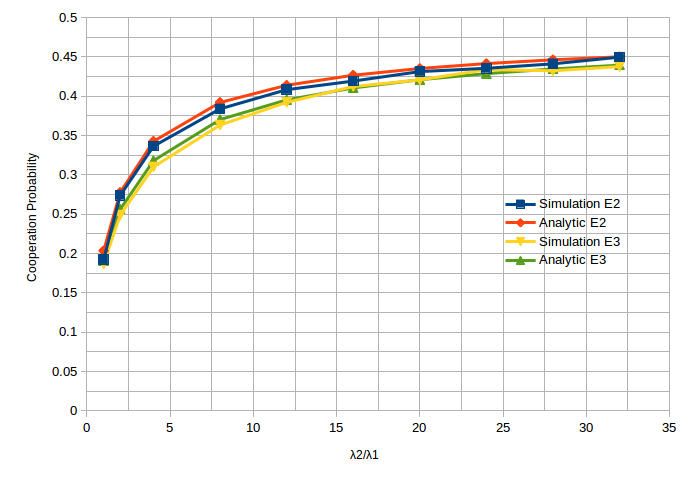 0.5
0.45
0.4
0.35
0.3
0.25
0.2
0.15
0.1
0.05
0
Cooperation Probability
Simulation E2
Analytic E2
Simulation E3
Analytic E3
0 5 10 15 20 25 30 35
λ2/λ1